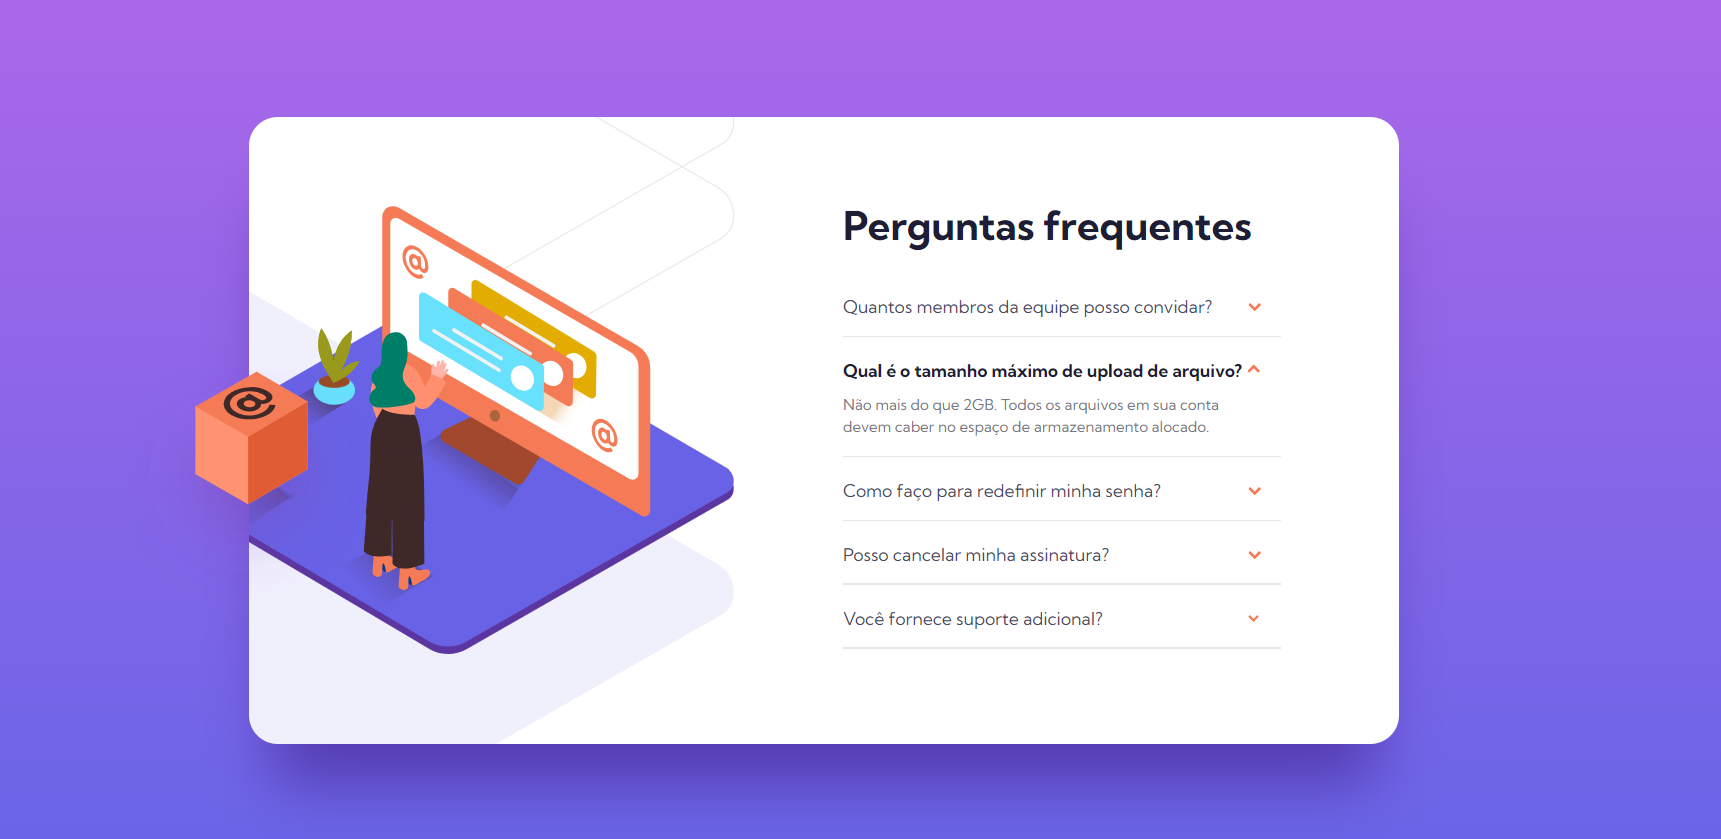 @
@
@
Perguntas frequentes
Quantos membros da equipe posso convidar?
Qual é o tamanho máximo de upload de arquivo?
Não mais do que 2GB. Todos os arquivos em sua conta
devem caber no espaço de armazenamento alocado.
Como faço para redefinir minha senha?
Posso cancelar minha assinatura?
Você fornece suporte adicional?